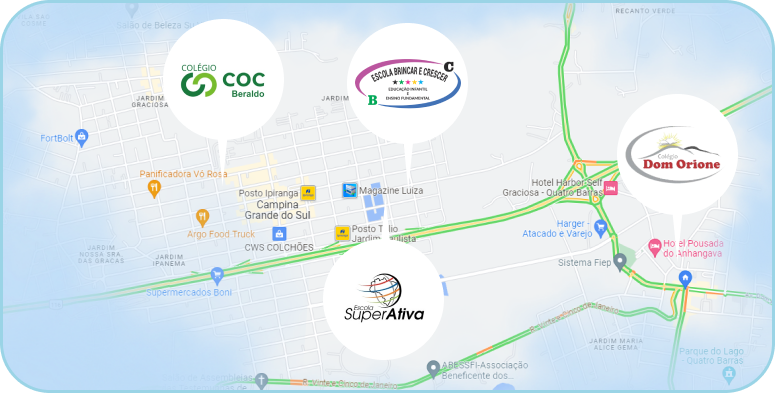 RECANTO VERDE
Salão de Beleza S
COLÉGIO
COC
Beraldo
ESCOLA BRINCAR E CRESCER
C
B
EDUCAÇÃO INFANTIL
E
ENSINO FUNDAMENTAL
JARDIM
GRACIOSA
JARDIM
FortBolt
Colégio
Dom Orione
Panificadora Vó Rosa
Posto Ipiranga
Magazine Luiza
Hotel Harbor Self
Graciosa - Quatro Barras
Campina
Grande do Sul
Argo Food Truck
CWS COLCHÕES
Harger -
Atacado e Varejo
JARDIM
NOSSA SRA.
DAS GRAÇAS
JARDIM
IPANEMA
Hotel Pousada
do Anhangava
Sistema Fiep
Supermercados Boni
Escola
SuperAtiva
JARDIM MARIA
ALICE GEMA
Parque do Lago
- Quatro Barras
ABESSFI-Associação
Beneficente dos...